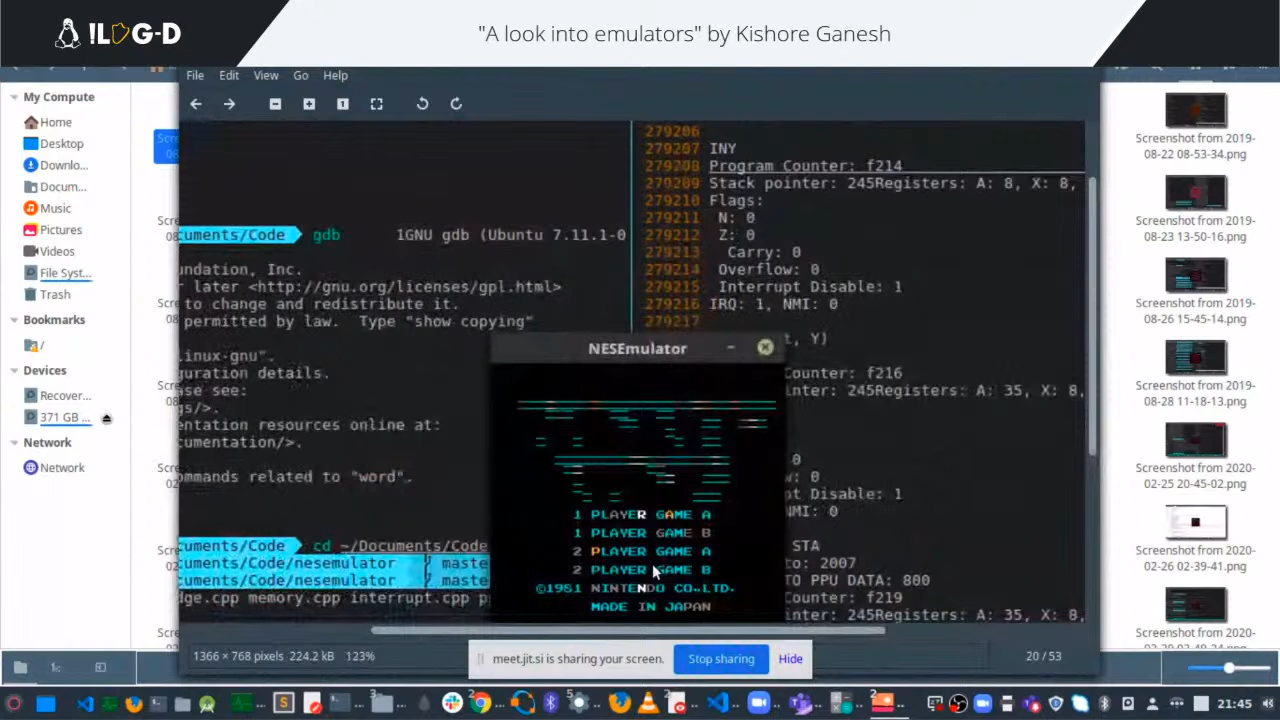 !LUG-D
"A look into emulators" by Kishore Ganesh
File Edit View Go Help
My Compute
Home
Desktop
Downlo...
Docum...
Music
Pictures
Videos
File Syst...
Trash
Bookmarks
/
Devices
Recover...
371 GB ...
Network
Network
cuments/Code gdb 1GNU gdb (Ubuntu 7.11.1-0
undation, Inc.
r later <http://gnu.org/licenses/gpl.html>
to change and redistribute it.
permitted by law. Type "show copying"
linux-gnu".
guration details.
ase see:
gs/>.
entation resources online at:
cumentation/>.
ommands related to "word".
cuments/Code cd ~/Documents/Code
cuments/Code/nesemulator master
cuments/Code/nesemulator master
dge.cpp memory.cpp interrupt.cpp p
279206
279207 INY
279208 Program Counter: f214
279209 Stack pointer: 245Registers: A: 8, X: 8,
279210 Flags:
279211 N: 0
279212 Z: 0
279213 Carry: 0
279214 Overflow: 0
279215 Interrupt Disable: 1
279216 IRQ: 1, NMI: 0
279217
t, Y)
Counter: f216
inter: 245Registers: A: 35, X: 8,
0
w: 0
pt Disable: 1
NMI: 0
STA
to: 2007
TO PPU DATA: 800
Counter: f219
inter: 245Registers: A: 35, X: 8,
NESEmulator
1 PLAYER GAME A
1 PLAYER GAME B
2 PLAYER GAME A
2 PLAYER GAME B
©1981 NINTENDO CO.,LTD.
MADE IN JAPAN
1366 × 768 pixels 224.2 kB 123%
20 / 53
meet.jit.si is sharing your screen. Stop sharing Hide
Screenshot from 2019-
08-22 08-53-34.png
Screenshot from 2019-
08-23 13-50-16.png
Screenshot from 2019-
08-26 15-45-14.png
Screenshot from 2019-
08-28 11-18-13.png
Screenshot from 2020-
02-25 20-45-02.png
Screenshot from 2020-
02-26 02-39-41.png
Screenshot from 2020-
21:45